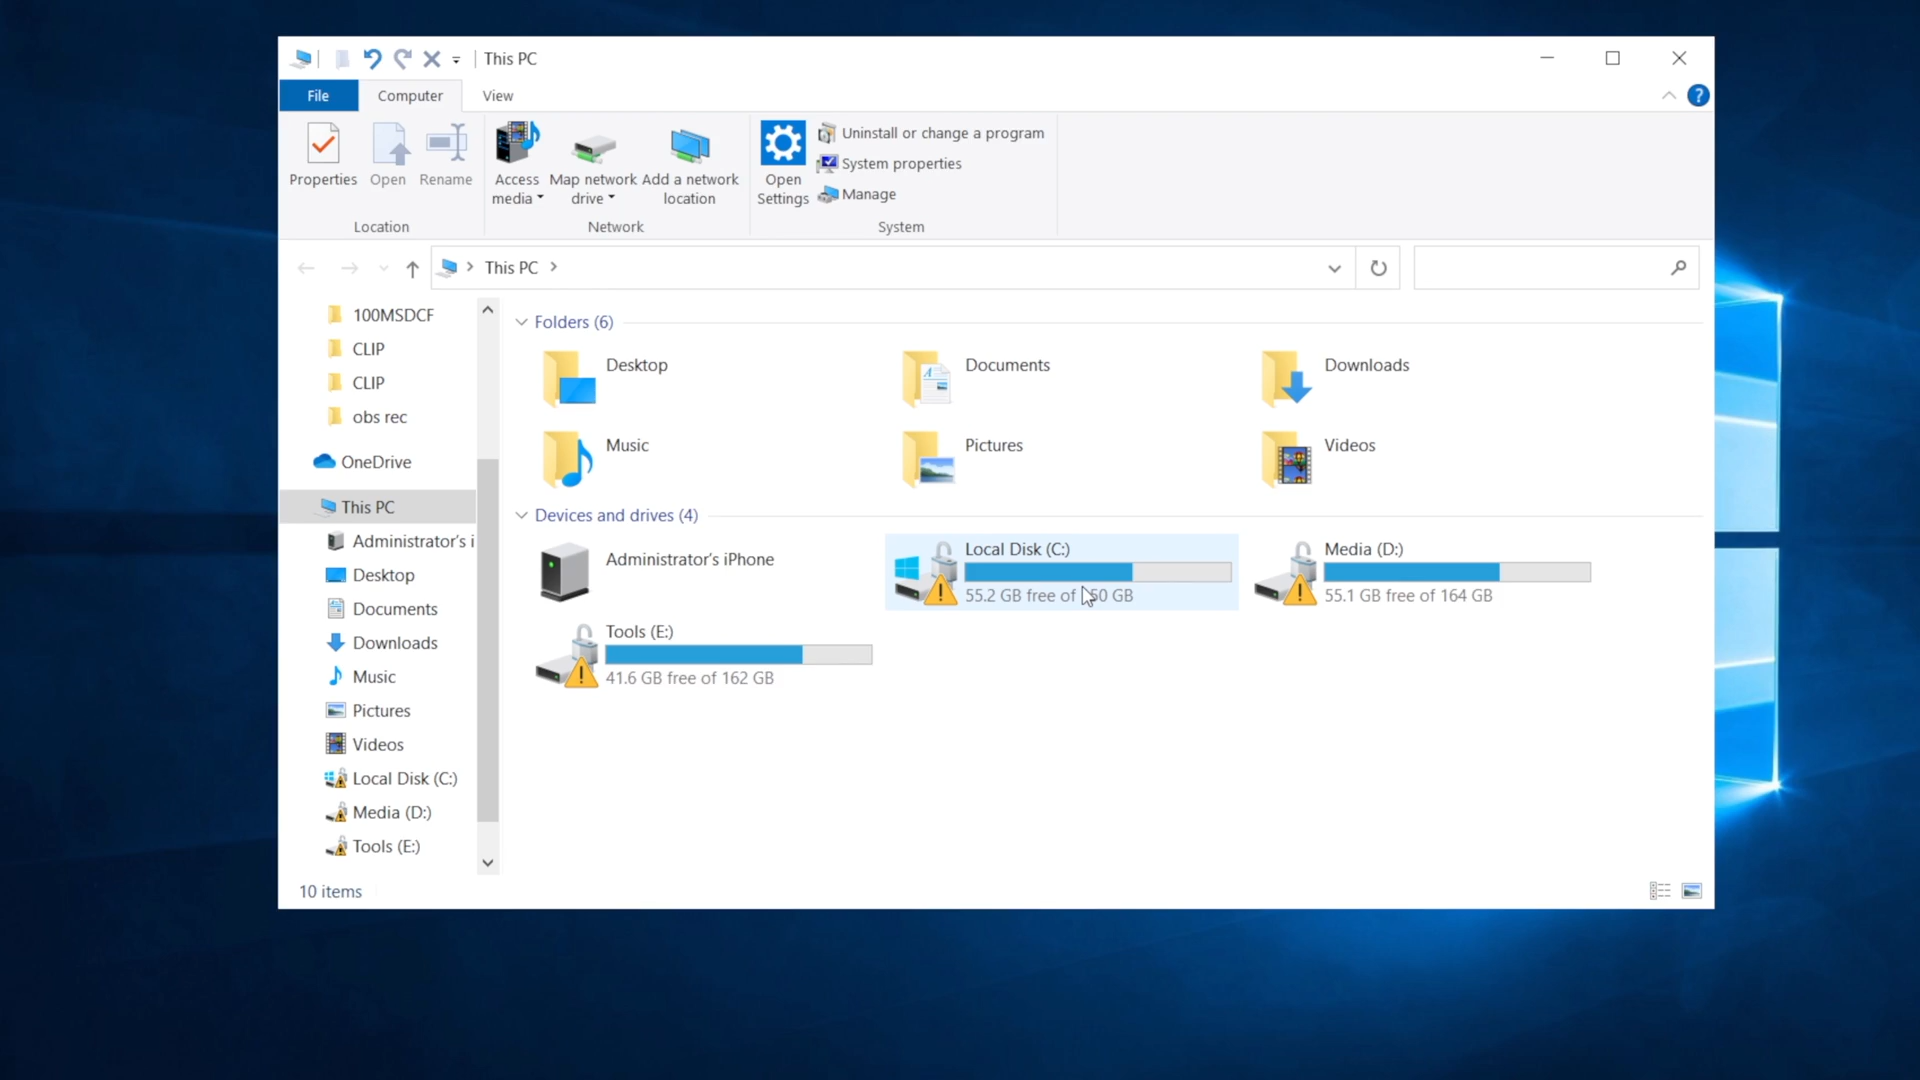 This PC
File
Computer
View
Properties
Open
Rename
Access
media
Map network
drive
Add a network
location
Open
Settings
Uninstall or change a program
System properties
Manage
Location
Network
System
This PC
100MSDCF
CLIP
CLIP
obs rec
OneDrive
This PC
Administrator's i
Desktop
Documents
Downloads
Music
Pictures
Videos
Local Disk (C:)
Media (D:)
Tools (E:)
Folders (6)
Desktop
Documents
Downloads
Music
Pictures
Videos
Devices and drives (4)
Administrator's iPhone
Local Disk (C:)
55.2 GB free of GB
Media (D:)
55.1 GB free of 164 GB
Tools (E:)
41.6 GB free of 162 GB
10 items